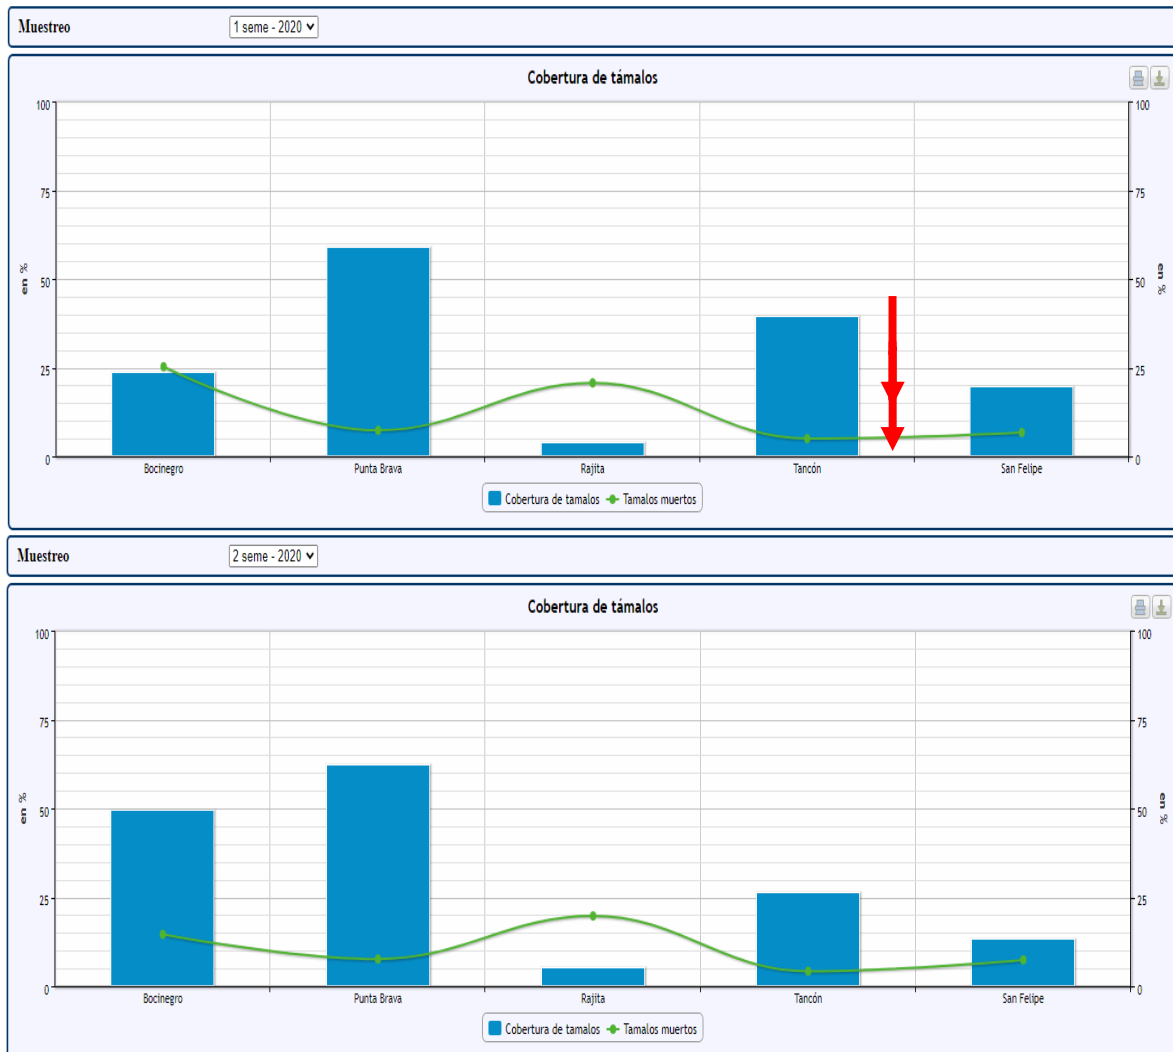 Muestreo 1 seme - 2020
Cobertura de támalos
100 100
75 75
en % en %
50 50
25 25
0 0
Bocinegro Punta Brava Rajita Tancón San Felipe
Cobertura de tamalos Tamalos muertos
Muestreo 2 seme - 2020
Cobertura de támalos
100 100
75 75
en % en %
50 50
25 25
0 0
Bocinegro Punta Brava Rajita Tancón San Felipe
Cobertura de tamalos Tamalos muertos